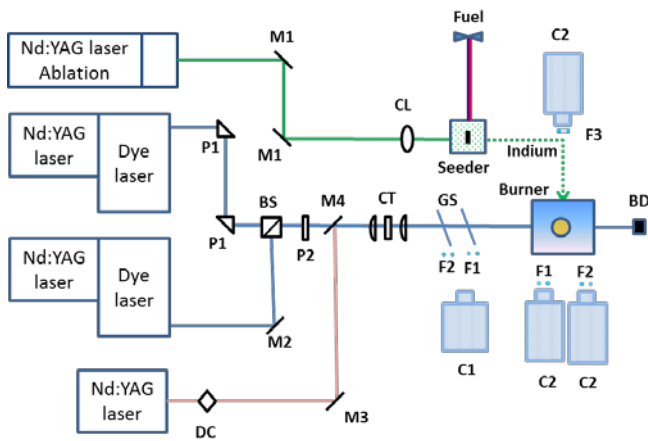 Fuel
C2
Nd:YAG laser
Ablation
M1
CL
F3
M1
Indium
Seeder
Nd:YAG
laser
Dye
laser
P1
Burner
BD
P1
BS
M4
CT
GS
P2
F2
F1
F1
F2
Nd:YAG
laser
Dye
laser
M2
C1
C2
C2
Nd:YAG
laser
DC
M3